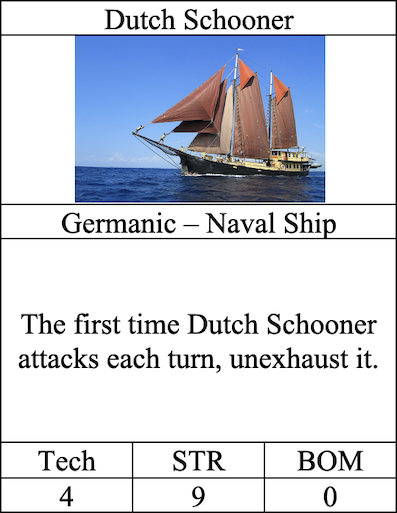 Dutch Schooner
Germanic – Naval Ship
The first time Dutch Schooner
attacks each turn, unexhaust it.
Tech STR BOM
4 9 0